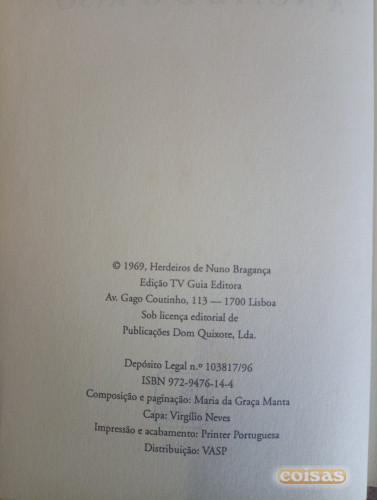 © 1969, Herdeiros de Nuno Bragança
Edição TV Guia Editora
Av. Gago Coutinho, 113 — 1700 Lisboa
Sob licença editorial de
Publicações Dom Quixote, Lda.
Depósito Legal n.º 103817/96
ISBN 972-9476-14-4
Composição e paginação: Maria da Graça Manta
Capa: Virgílio Neves
Impressão e acabamento: Printer Portuguesa
Distribuição: VASP
coisas